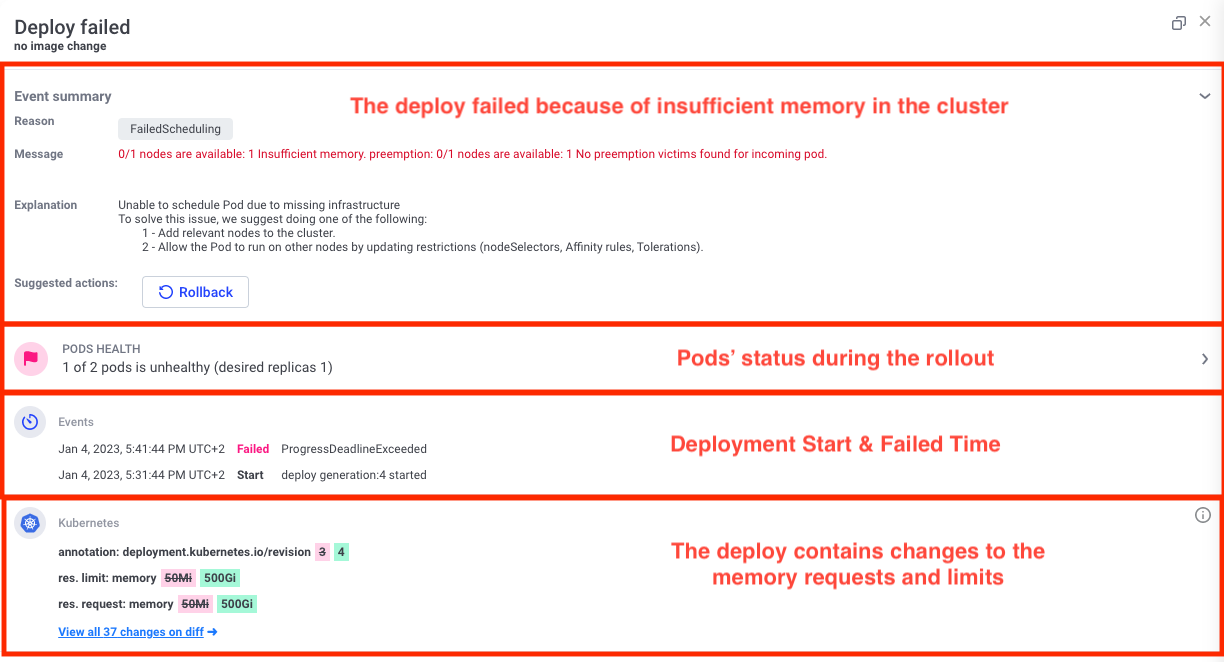 Deploy failed
no image change
Event summary
The deploy failed because of insufficient memory in the cluster
Reason
FailedScheduling
Message
0/1 nodes are available: 1 Insufficient memory. preemption: 0/1 nodes are available: 1 No preemption victims found for incoming pod.
Explanation
Unable to schedule Pod due to missing infrastructure
To solve this issue, we suggest doing one of the following:
1 - Add relevant nodes to the cluster.
2 - Allow the Pod to run on other nodes by updating restrictions (nodeSelectors, Affinity rules, Tolerations).
Suggested actions:
Rollback
PODS HEALTH
1 of 2 pods is unhealthy (desired replicas 1)
Pods’ status during the rollout
Events
Jan 4, 2023, 5:41:44 PM UTC+2 Failed ProgressDeadlineExceeded
Jan 4, 2023, 5:31:44 PM UTC+2 Start deploy generation:4 started
Deployment Start & Failed Time
Kubernetes
annotation: deployment.kubernetes.io/revision 3 4
res. limit: memory 50Mi 500Gi
res. request: memory 50Mi 500Gi
View all 37 changes on diff
The deploy contains changes to the
memory requests and limits